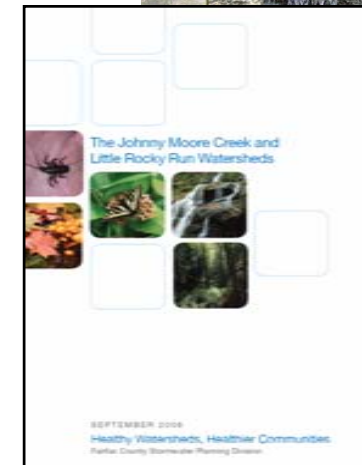 The Johnny Moore Creek and
Little Rocky Run Watersheds
SEPTEMBER 2008
Healthy Watersheds, Healthier Communities
Fairfax County Stormwater Planning Division